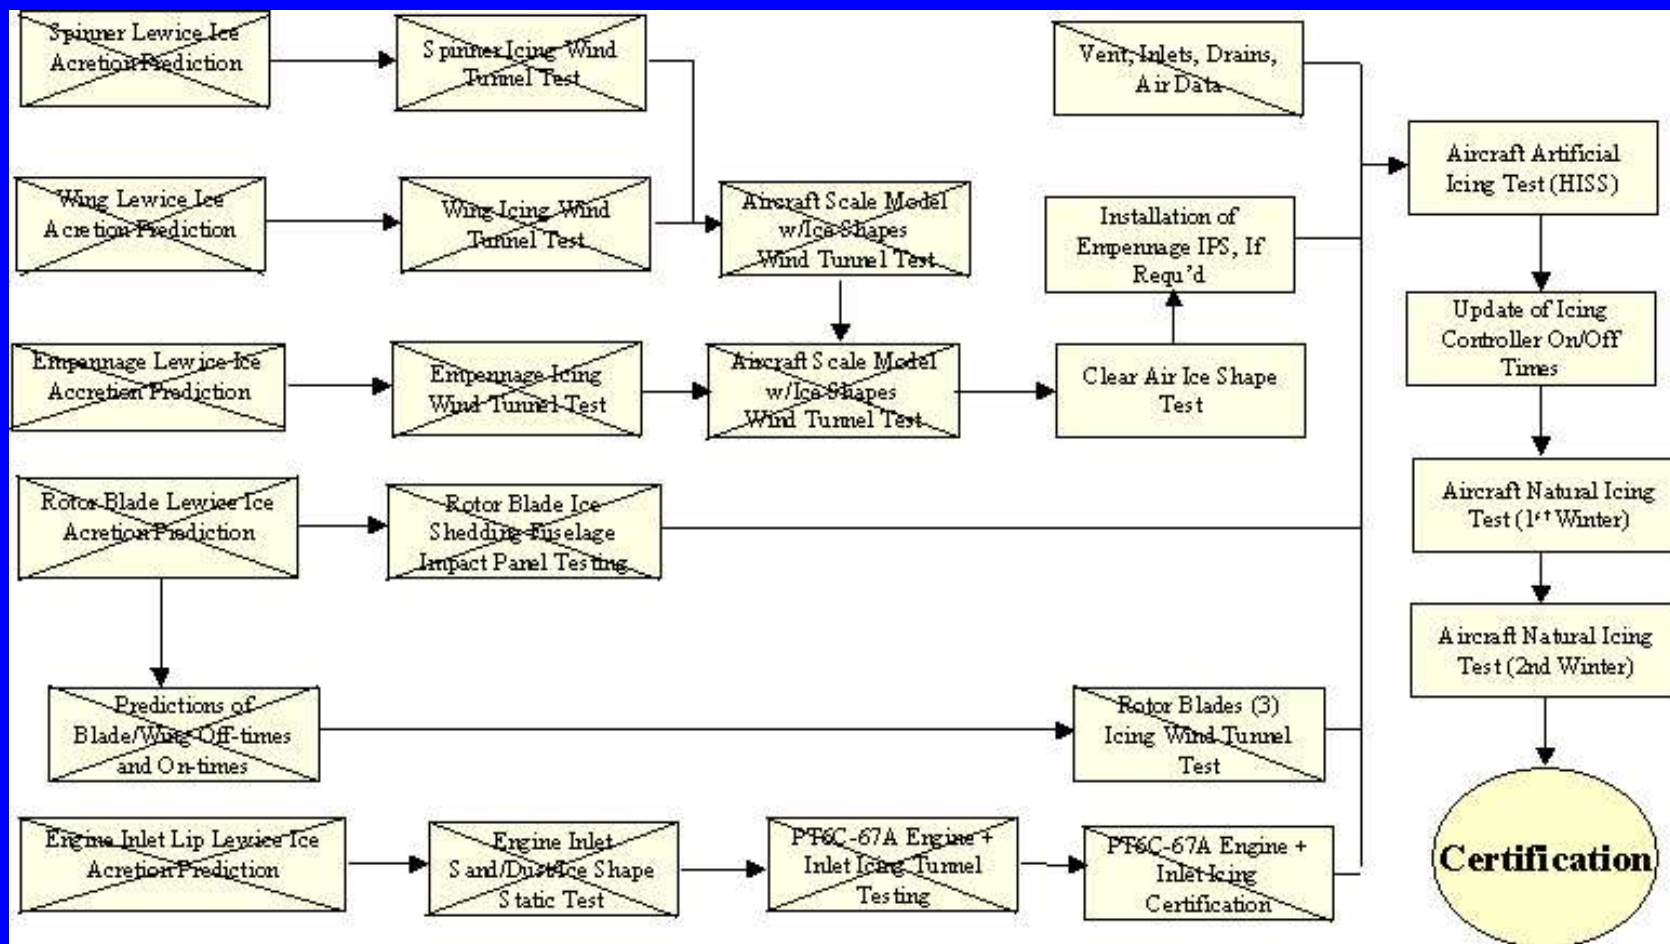 Spinner Lewice Ice
Acretion Prediction
Spinner Icing Wind
Tunnel Test
Vent, Inlets, Drains,
Air Data
Aircraft Artificial
Icing Test (HISS)
Wing Lewice Ice
Acretion Prediction
Wing Icing Wind
Tunnel Test
Aircraft Scale Model
w/Ice Shapes
Wind Tunnel Test
Installation of
Empennage IPS, If
Requ'd
Update of Icing
Controller On/Off
Times
Empennage Lewice Ice
Accretion Prediction
Empennage Icing
Wind Tunnel Test
Aircraft Scale Model
w/Ice Shapes
Wind Tunnel Test
Clear Air Ice Shape
Test
Aircraft Natural Icing
Test (1st Winter)
Rotor Blade Lewice Ice
Acretion Prediction
Rotor Blade Ice
Shedding Fuselage
Impact Panel Testing
Aircraft Natural Icing
Test (2nd Winter)
Predictions of
Blade/Wing Off-times
and On-times
Rotor Blades (3)
Icing Wind Tunnel
Test
Engine Inlet Lip Lewice Ice
Acretion Prediction
Engine Inlet
Sand/Dust/Ice Shape
Static Test
PT6C-67A Engine +
Inlet Icing Tunnel
Testing
PT6C-67A Engine +
Inlet Icing
Certification
Certification